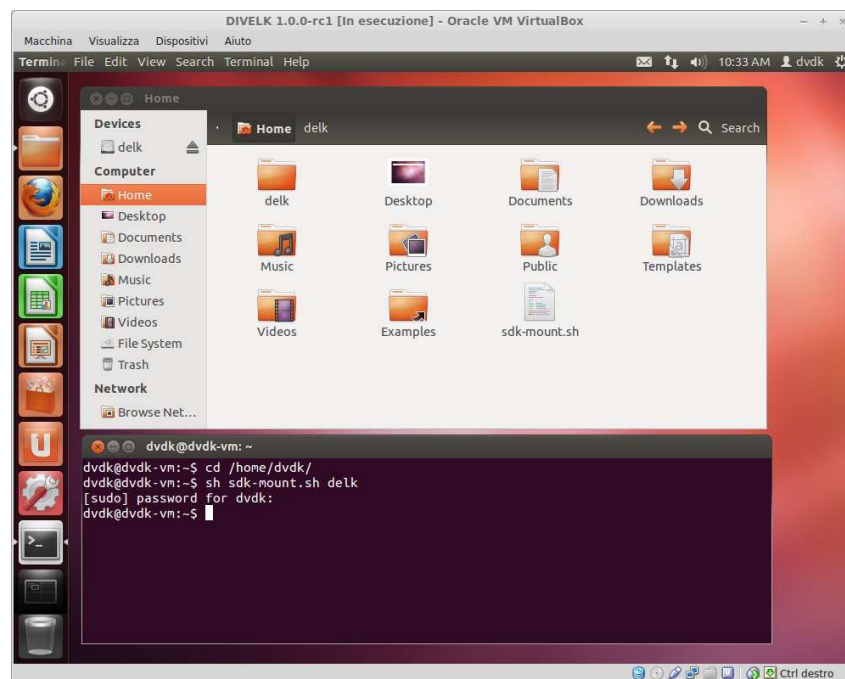 DIVELK 1.0.0-rc1 [In esecuzione] - Oracle VM VirtualBox
Macchina Visualizza Dispositivi Aiuto
Termina File Edit View Search Terminal Help 10:33 AM dvdk
Home
Devices
delk
Computer
Home
Desktop
Documents
Downloads
Music
Pictures
Videos
File System
Trash
Network
Browse Net...
Home delk Search
delk Desktop Documents Downloads
Music Pictures Public Templates
Videos Examples sdk-mount.sh
dvdk@dvdk-vm: ~
dvdk@dvdk-vm:~$ cd /home/dvdk/
dvdk@dvdk-vm:~$ sh sdk-mount.sh delk
[sudo] password for dvdk:
dvdk@dvdk-vm:~$
Ctrl destro